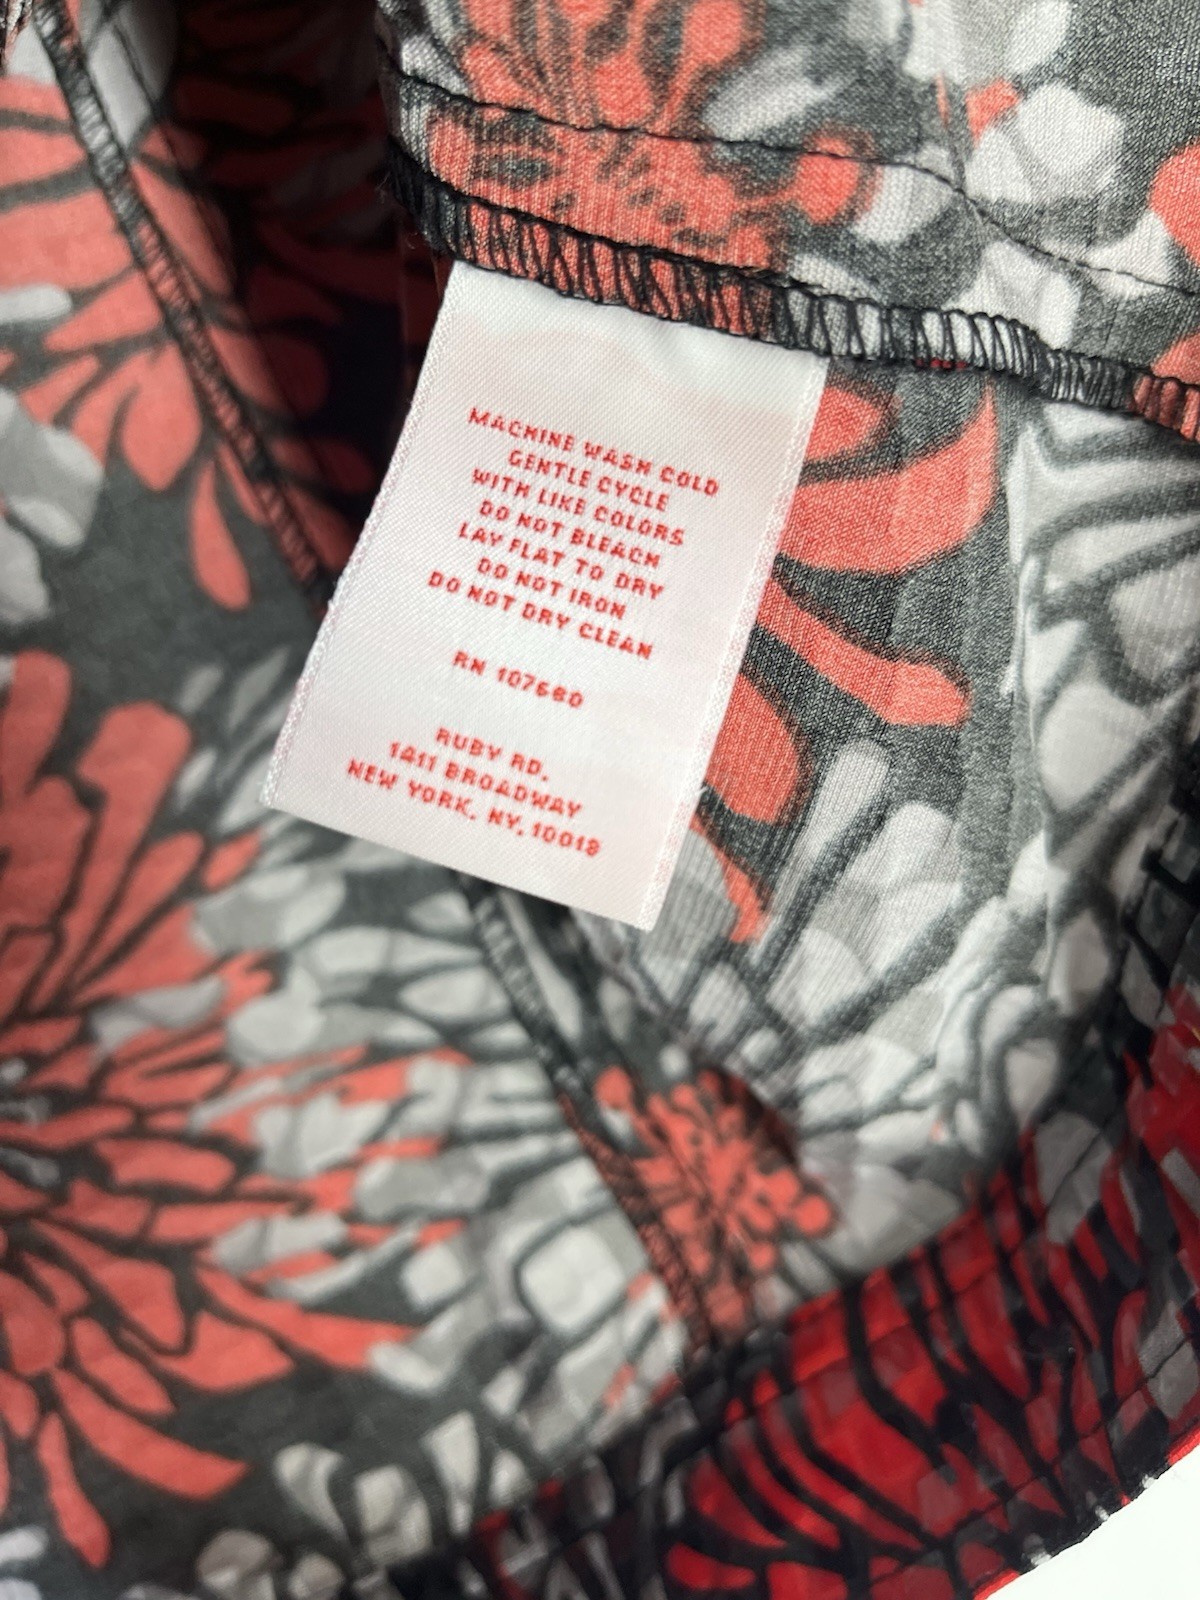 MACHINE WASH COLD
GENTLE CYCLE
WITH LIKE COLORS
DO NOT BLEACH
LAY FLAT TO DRY
DO NOT IRON
DO NOT DRY CLEAN
RN 107680
RUBY RD.
1411 BROADWAY
NEW YORK, NY, 10018